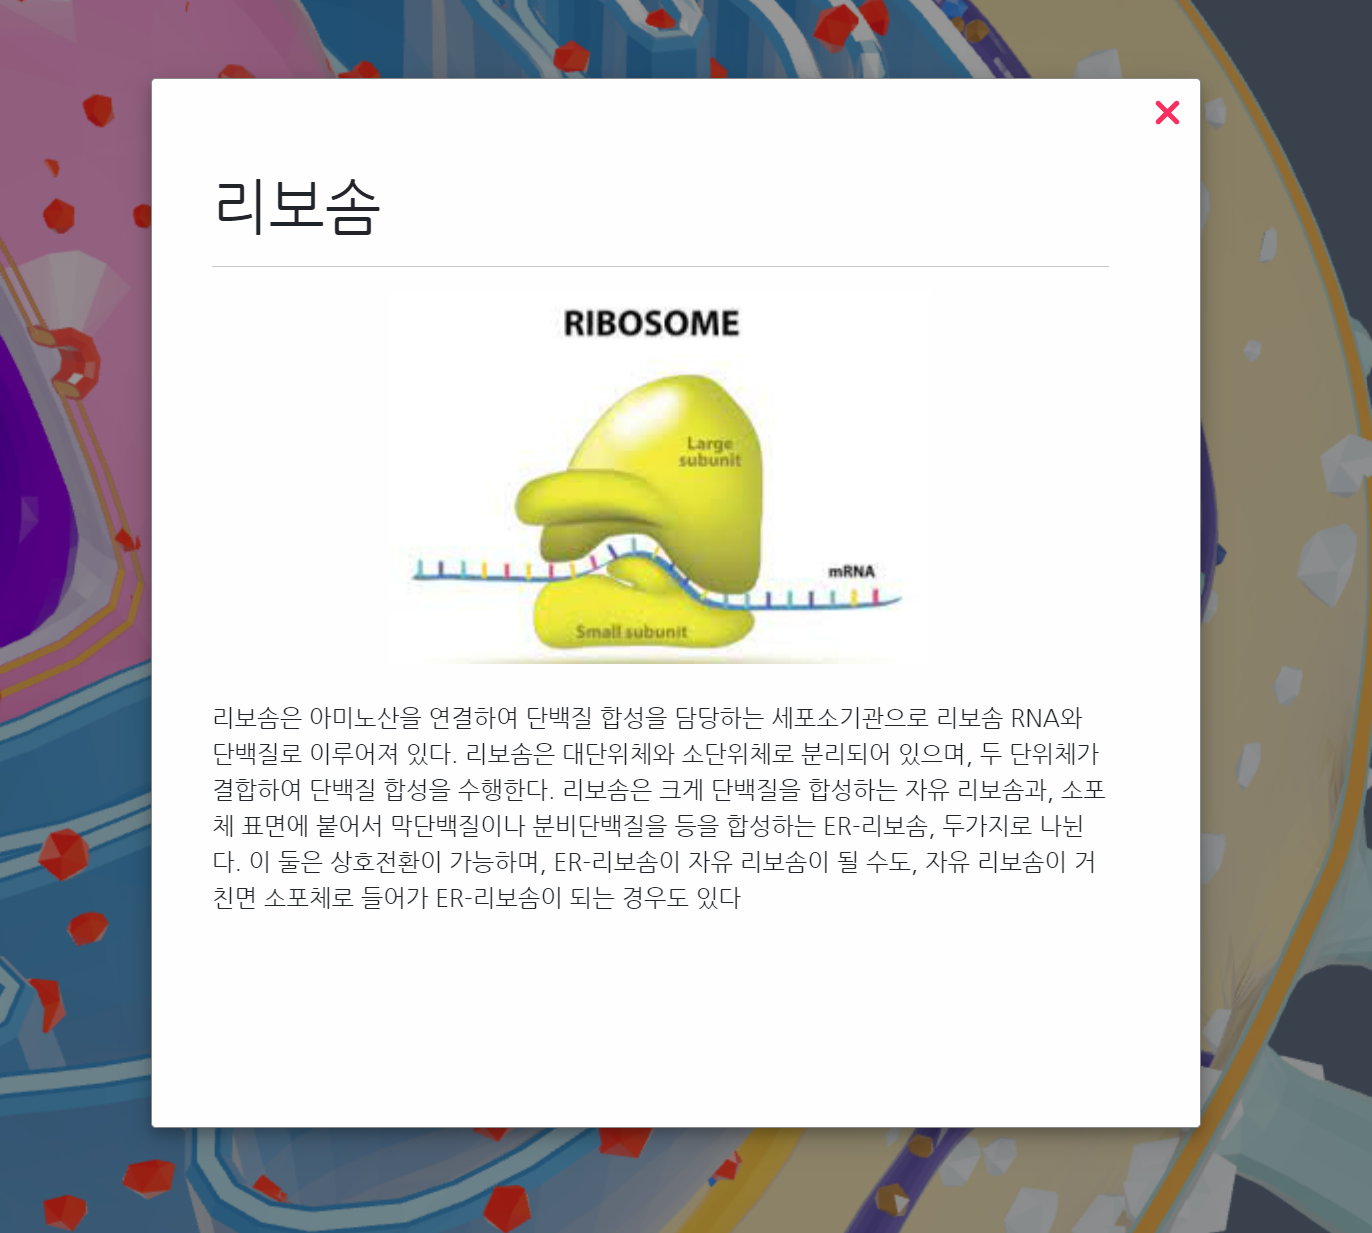 리보솜
RIBOSOME
Large
subunit
mRNA
Small subunit
리보솜은 아미노산을 연결하여 단백질 합성을 담당하는 세포소기관으로 리보솜 RNA와
단백질로 이루어져 있다. 리보솜은 대단위체와 소단위체로 분리되어 있으며, 두 단위체가
결합하여 단백질 합성을 수행한다. 리보솜은 크게 단백질을 합성하는 자유 리보솜과, 소포
체 표면에 붙어서 막단백질이나 분비단백질을 등을 합성하는 ER-리보솜, 두가지로 나뉜
다. 이 둘은 상호전환이 가능하며, ER-리보솜이 자유 리보솜이 될 수도, 자유 리보솜이 거
친면 소포체로 들어가 ER-리보솜이 되는 경우도 있다